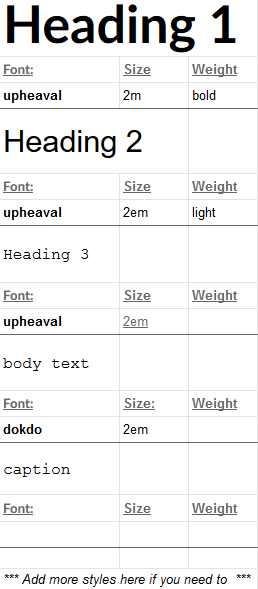 Heading 1
Font: Size Weight
upheaval 2m bold
Heading 2
Font: Size Weight
upheaval 2em light
Heading 3
Font: Size Weight
upheaval 2em
body text
Font: Size: Weight
dokdo 2em
caption
Font: Size Weight
*** Add more styles here if you need to ***